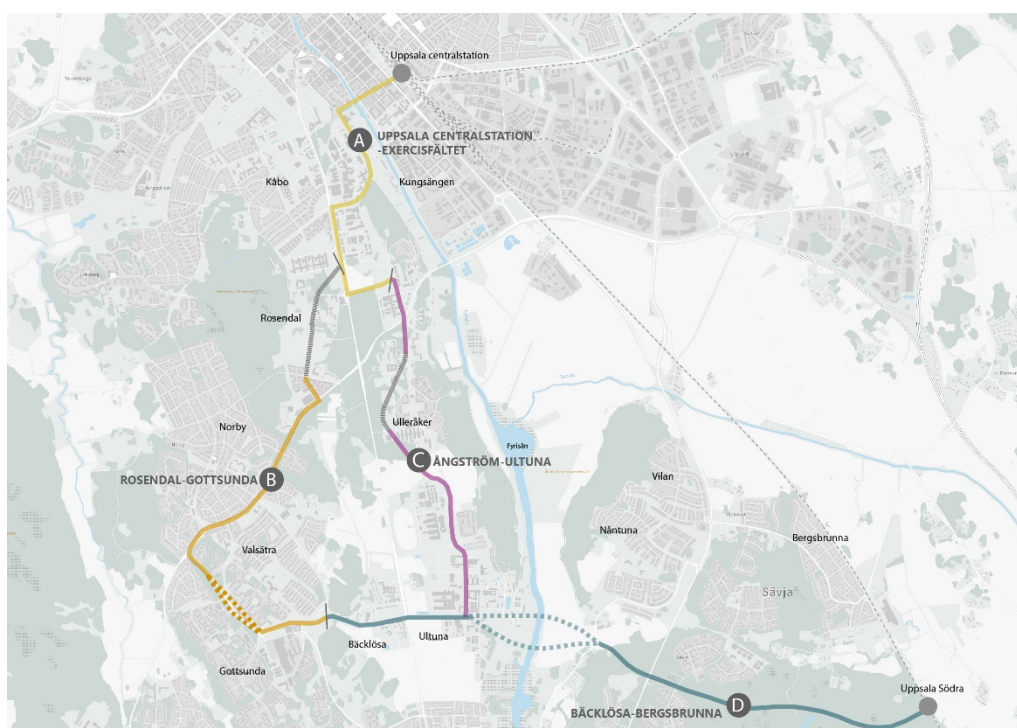 Uppsala centralstation
A
UPPSALA CENTRALSTATION
-EXERCISFÄLTET
Kåbo
Kungsängen
Rosendal
Ulleråker
Norby
Fyrisån
C
ÅNGSTRÖM-ULTUNA
ROSENDAL-GOTTSUNDA
B
Vilan
Nåntuna
Bergsbrunna
Valsätra
Sävja
Ultuna
Bäcklösa
Gottsunda
Uppsala Södra
BÄCKLÖSA-BERGSBRUNNA
D